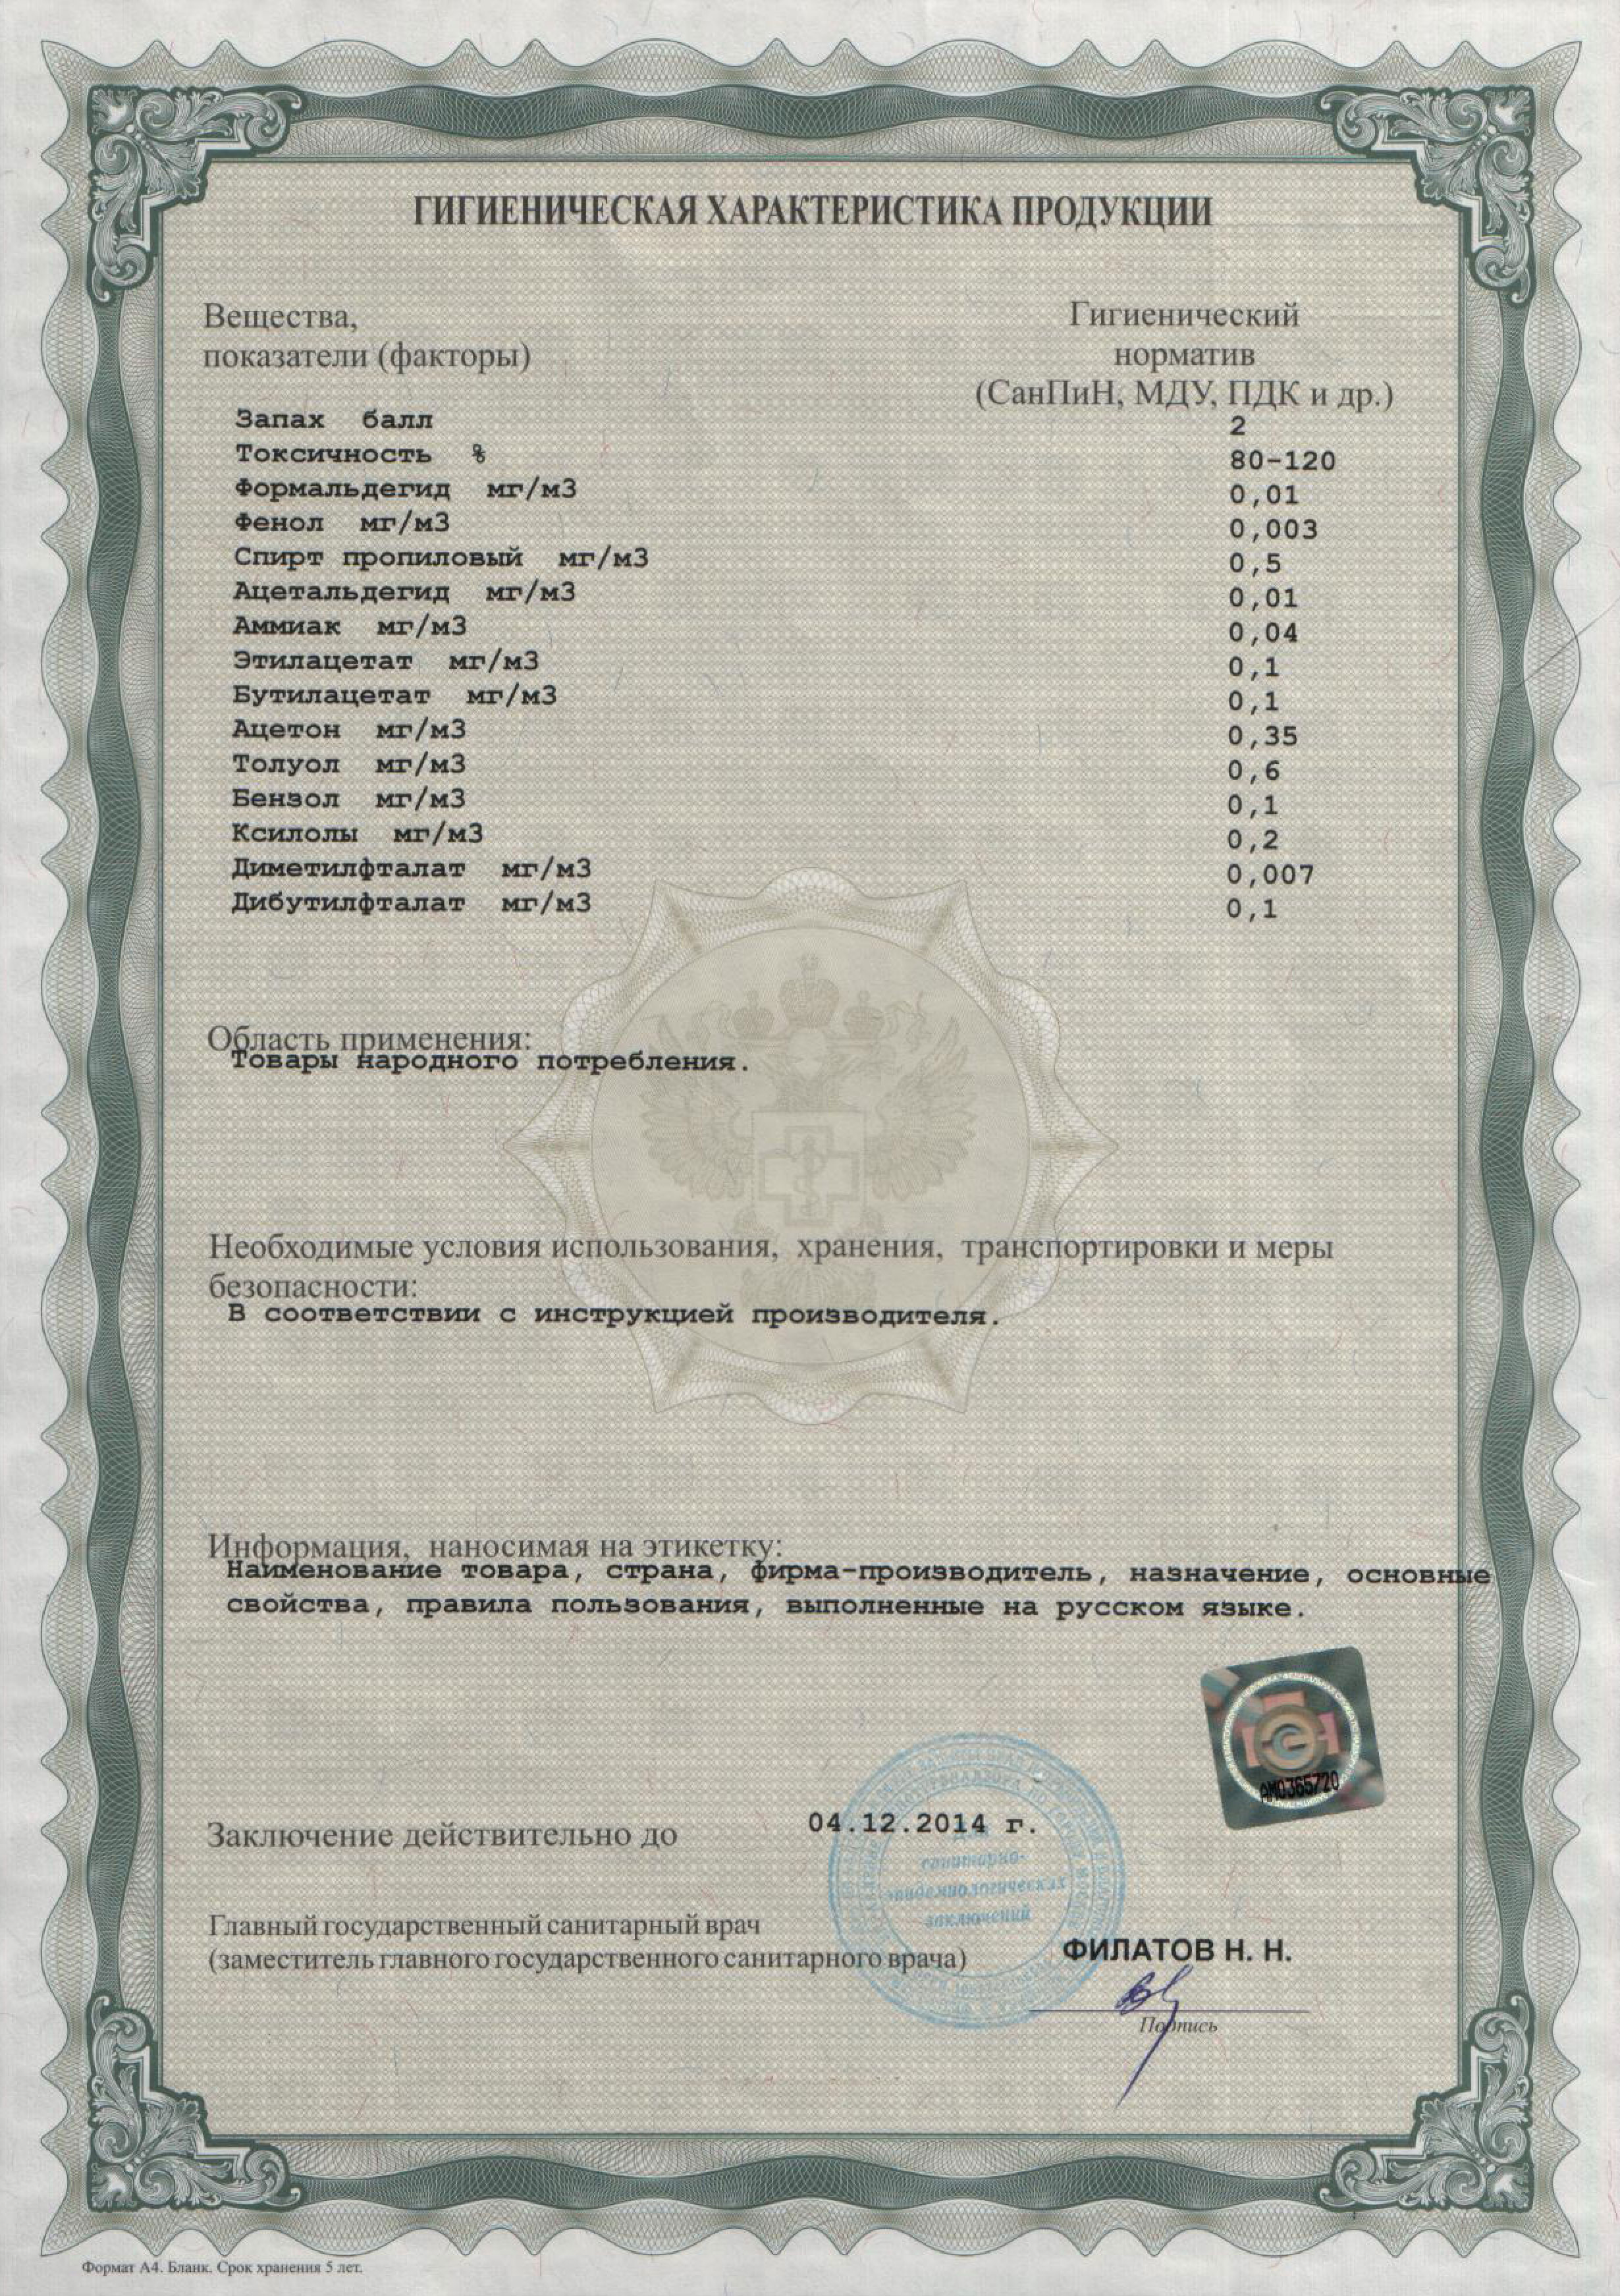 ГИГИЕНИЧЕСКАЯ ХАРАКТЕРИСТИКА ПРОДУКЦИИ
Вещества,
показатели (факторы)
Гигиенический
норматив
(СанПиН, МДУ, ПДК и др.)
Запах балл 2
Токсичность % 80-120
Формальдегид мг/м3 0,01
Фенол мг/м3 0,003
Спирт пропиловый мг/м3 0,5
Ацетальдегид мг/м3 0,01
Аммиак мг/м3 0,04
Этилацетат мг/м3 0,1
Бутилацетат мг/м3 0,1
Ацетон мг/м3 0,35
Толуол мг/м3 0,6
Бензол мг/м3 0,1
Ксилолы мг/м3 0,2
Диметилфталат мг/м3 0,007
Дибутилфталат мг/м3 0,1
Область применения:
Товары народного потребления.
Необходимые условия использования, хранения, транспортировки и меры
безопасности:
В соответствии с инструкцией производителя.
Информация, наносимая на этикетку:
Наименование товара, страна, фирма-производитель, назначение, основные
свойства, правила пользования, выполненные на русском языке.
АМ0365720
Заключение действительно до 04.12.2014 г.
санитарно-
эпидемиологических
заключений
Главный государственный санитарный врач
(заместитель главного государственного санитарного врача)
ФИЛАТОВ Н. Н.
Подпись
Формат А4. Бланк. Срок хранения 5 лет.